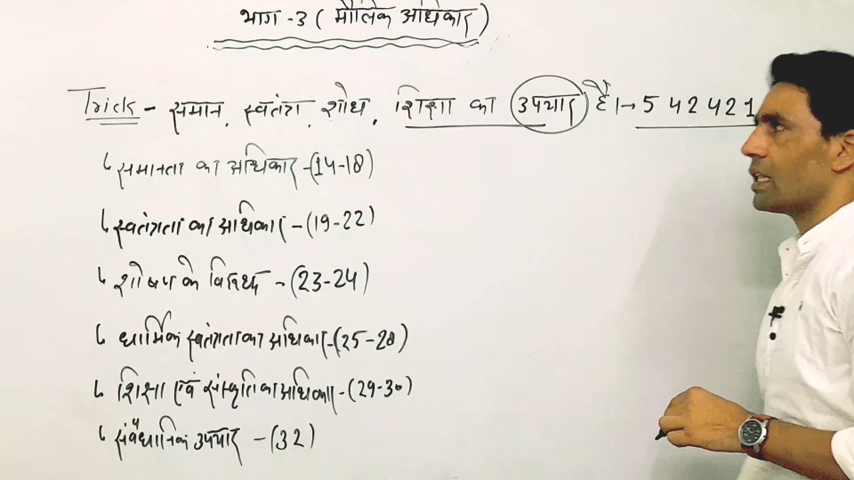 भाग -3 ( मौलिक अधिकार )
Trick - समान, स्वतंत्र, शोध, शिक्षा का उपचार है।→ 5 4 2 4 2 1
↳ समानता का अधिकार -(14-18)
↳ स्वतंत्रता का अधिकार -(19-22)
↳ शोषण के विरुद्ध -(23-24)
↳ धार्मिक स्वतंत्रता का अधिकार -(25-28)
↳ शिक्षा एवं संस्कृति का अधिकार -(29-30)
↳ संवैधानिक उपचार -(32)